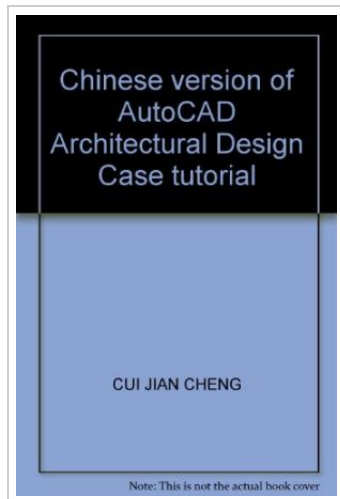 Chinese version of
AutoCAD
Architectural Design
Case tutorial
CUI JIAN CHENG
Note: This is not the actual book cover